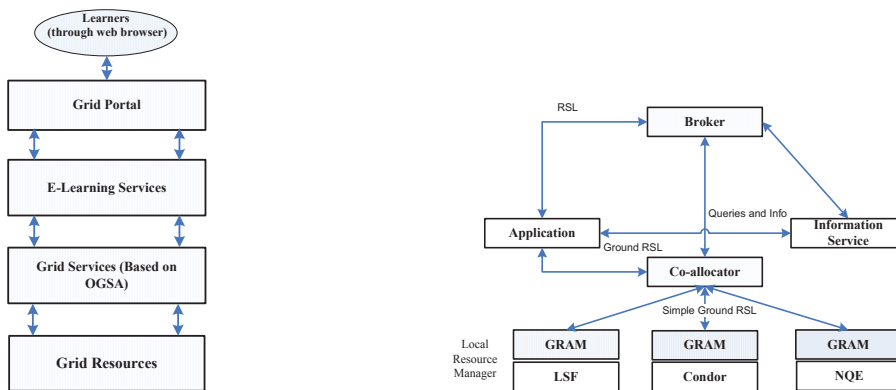 Learners
(through web browser)
Grid Portal
E-Learning Services
Grid Services (Based on
OGSA)
Grid Resources
RSL
Broker
Queries and Info
Application
Information
Service
Ground RSL
Co-allocator
Simple Ground RSL
Local
Resource
Manager
GRAM
GRAM
GRAM
LSF
Condor
NQE